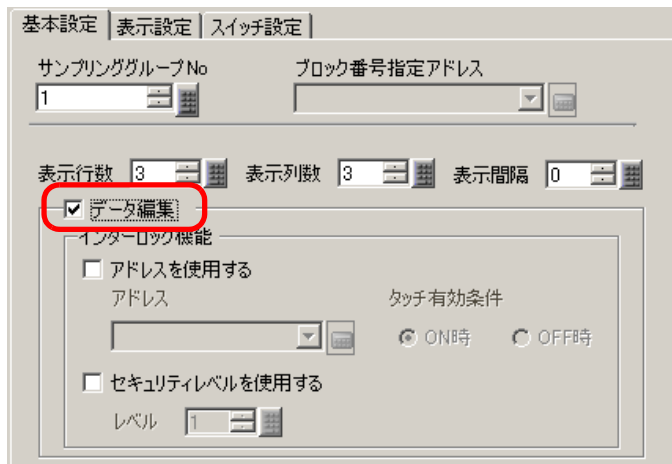 基本設定 表示設定 スイッチ設定
サンプリンググループNo ブロック番号指定アドレス
1
表示行数 3 表示列数 3 表示間隔 0
データ編集
インターロック機能
アドレスを使用する
アドレス タッチ有効条件
ON時 OFF時
セキュリティレベルを使用する
レベル 1